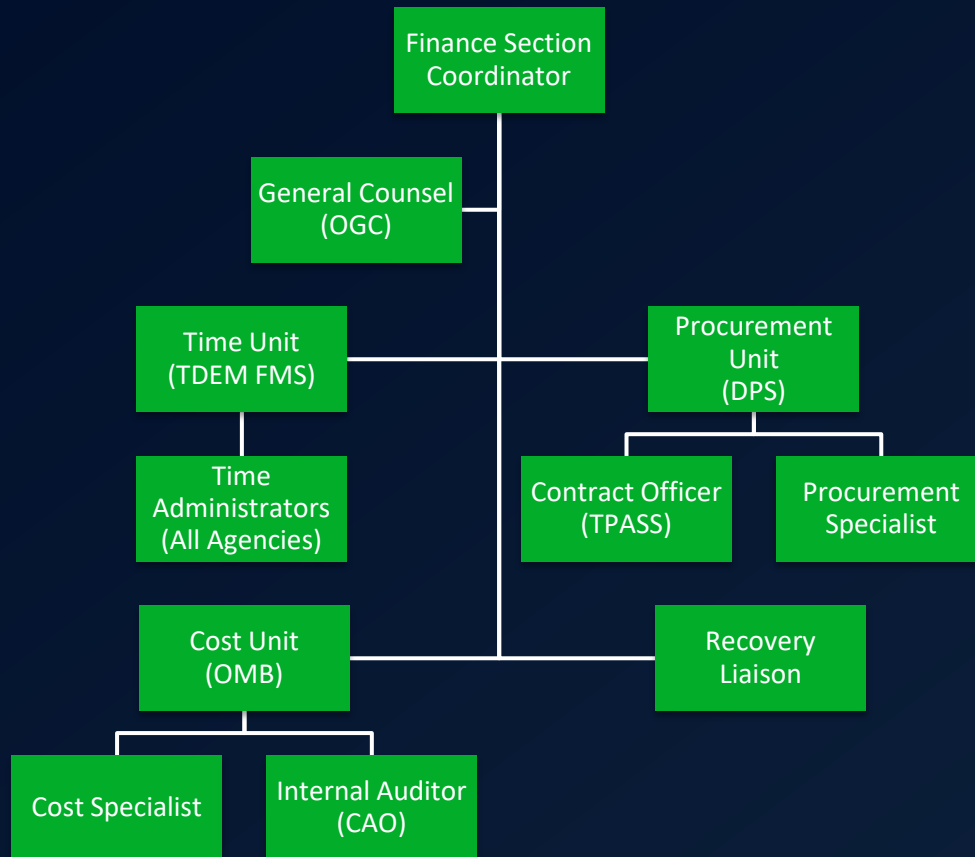 Finance Section
Coordinator
General Counsel
(OGC)
Time Unit
(TDEM FMS)
Procurement
Unit
(DPS)
Time
Administrators
(All Agencies)
Contract Officer
(TPASS)
Procurement
Specialist
Cost Unit
(OMB)
Recovery
Liaison
Cost Specialist
Internal Auditor
(CAO)